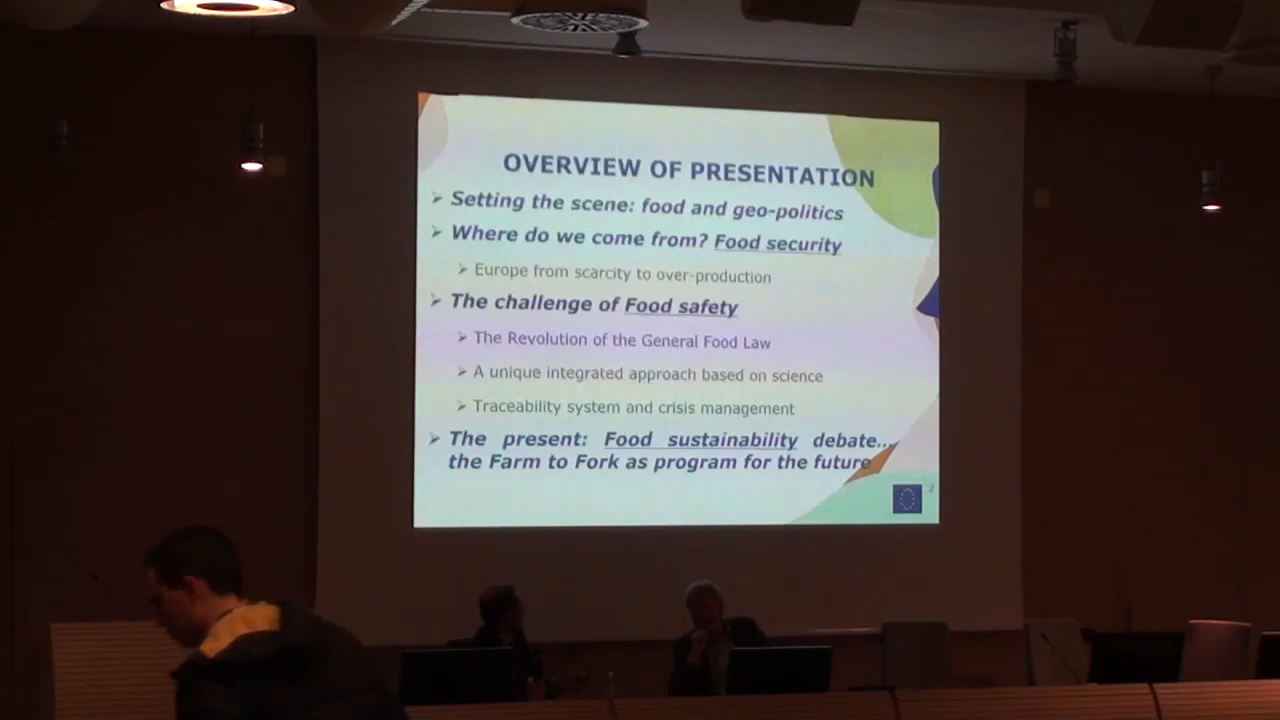 OVERVIEW OF PRESENTATION
➢ Setting the scene: food and geo-politics
➢ Where do we come from? Food security
➢ Europe from scarcity to over-production
➢ The challenge of Food safety
➢ The Revolution of the General Food Law
➢ A unique integrated approach based on science
➢ Traceability system and crisis management
➢ The present: Food sustainability debate...
the Farm to Fork as program for the future
2